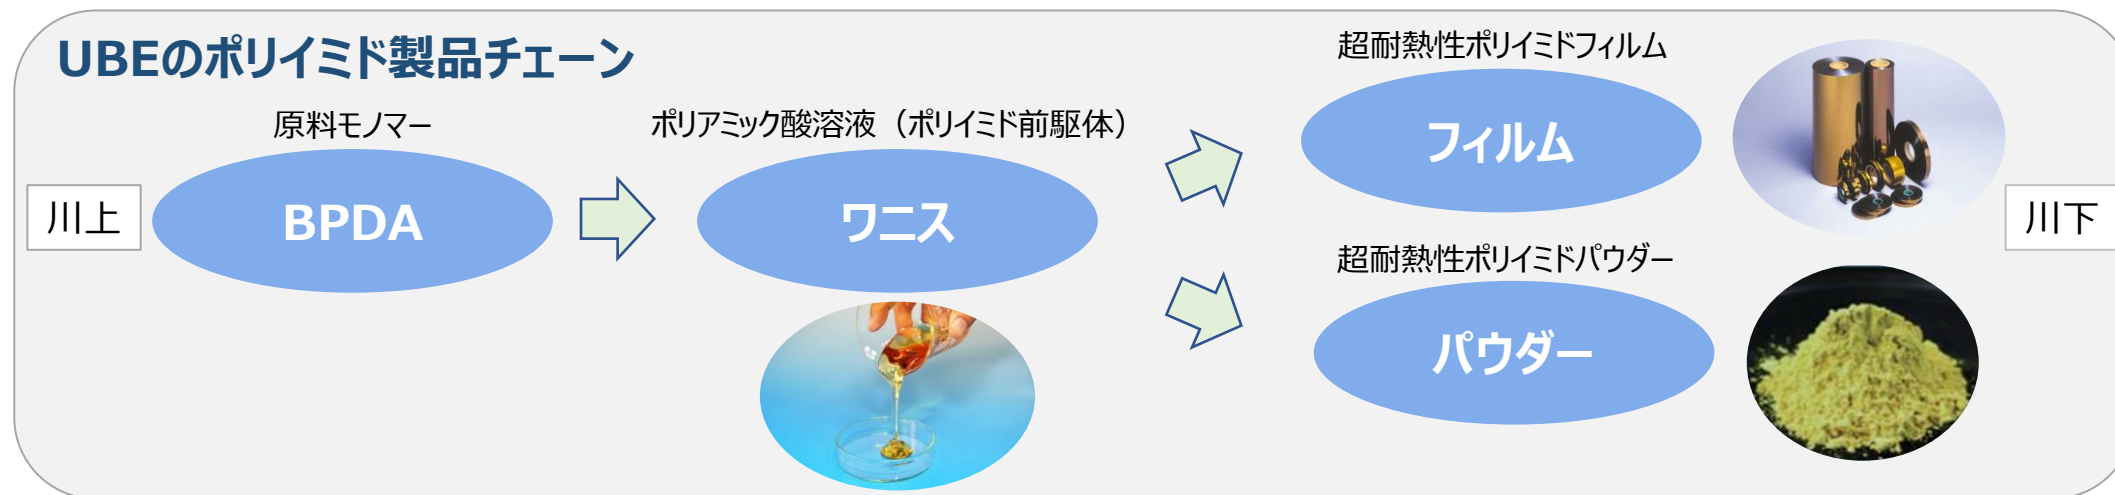 UBEのポリイミド製品チェーン
川上
原料モノマー
BPDA
ポリアミック酸溶液（ポリイミド前駆体）
ワニス
超耐熱性ポリイミドフィルム
フィルム
超耐熱性ポリイミドパウダー
パウダー
川下